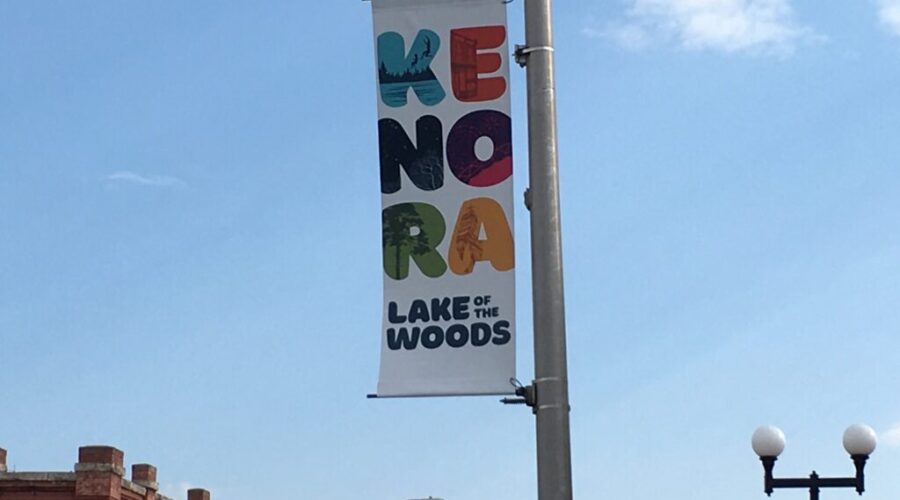 KE
NO
RA
LAKE OF THE
WOODS